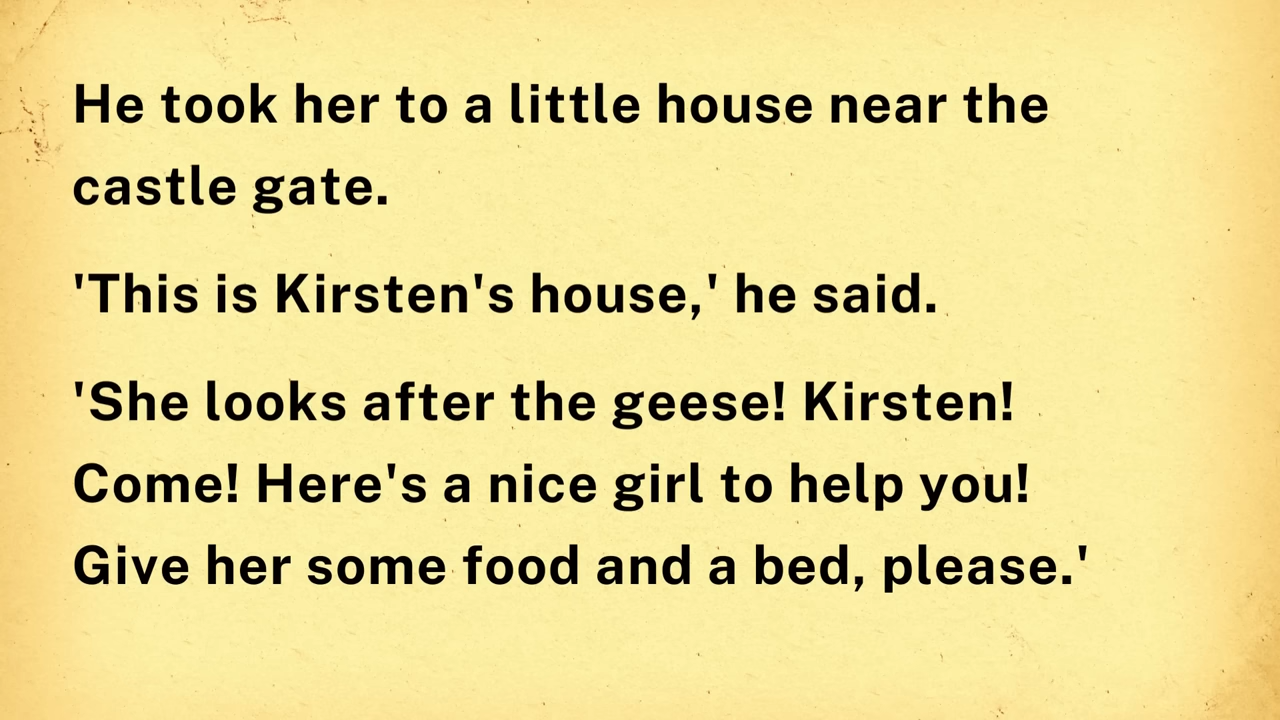 He took her to a little house near the
castle gate.
'This is Kirsten's house,' he said.
'She looks after the geese! Kirsten!
Come! Here's a nice girl to help you!
Give her some food and a bed, please.'